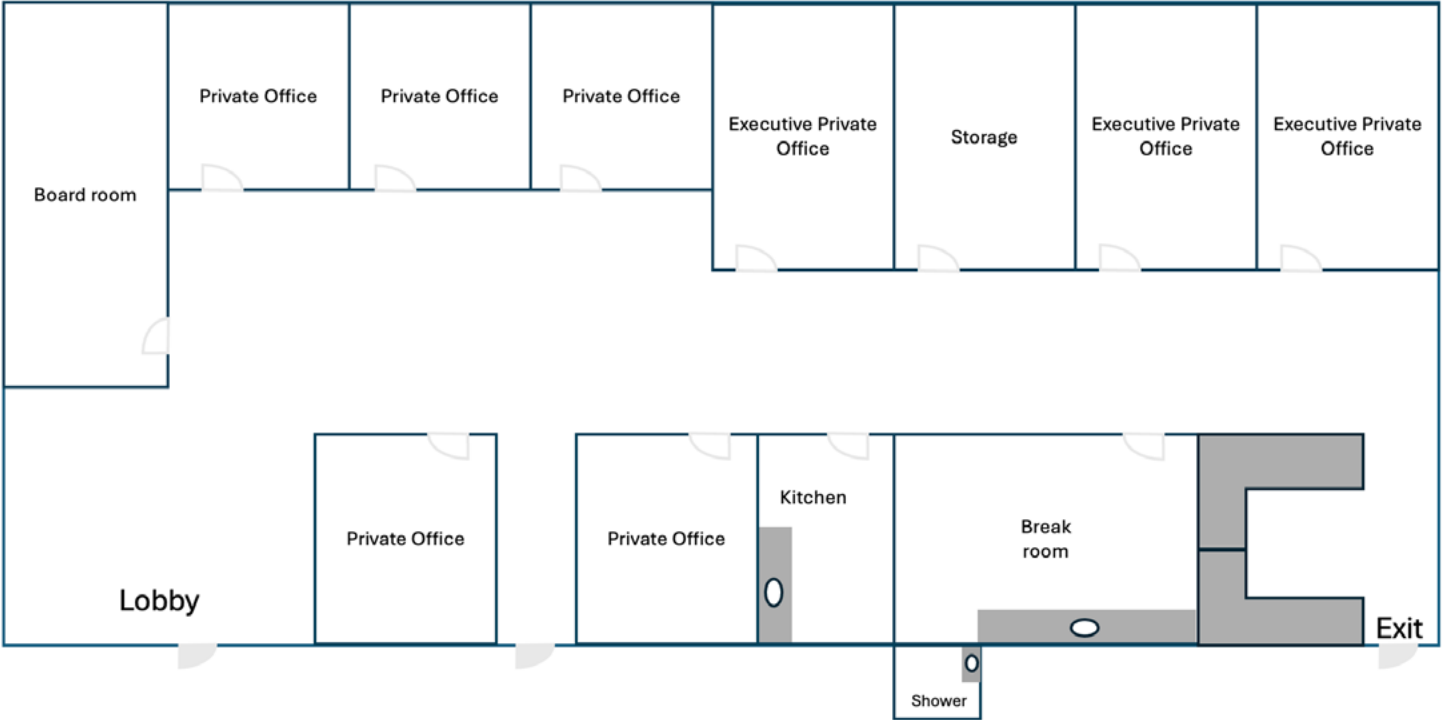 Private Office
Private Office
Private Office
Executive Private
Office
Storage
Executive Private
Office
Executive Private
Office
Board room
Kitchen
Private Office
Private Office
Break
room
Lobby
Exit
Shower